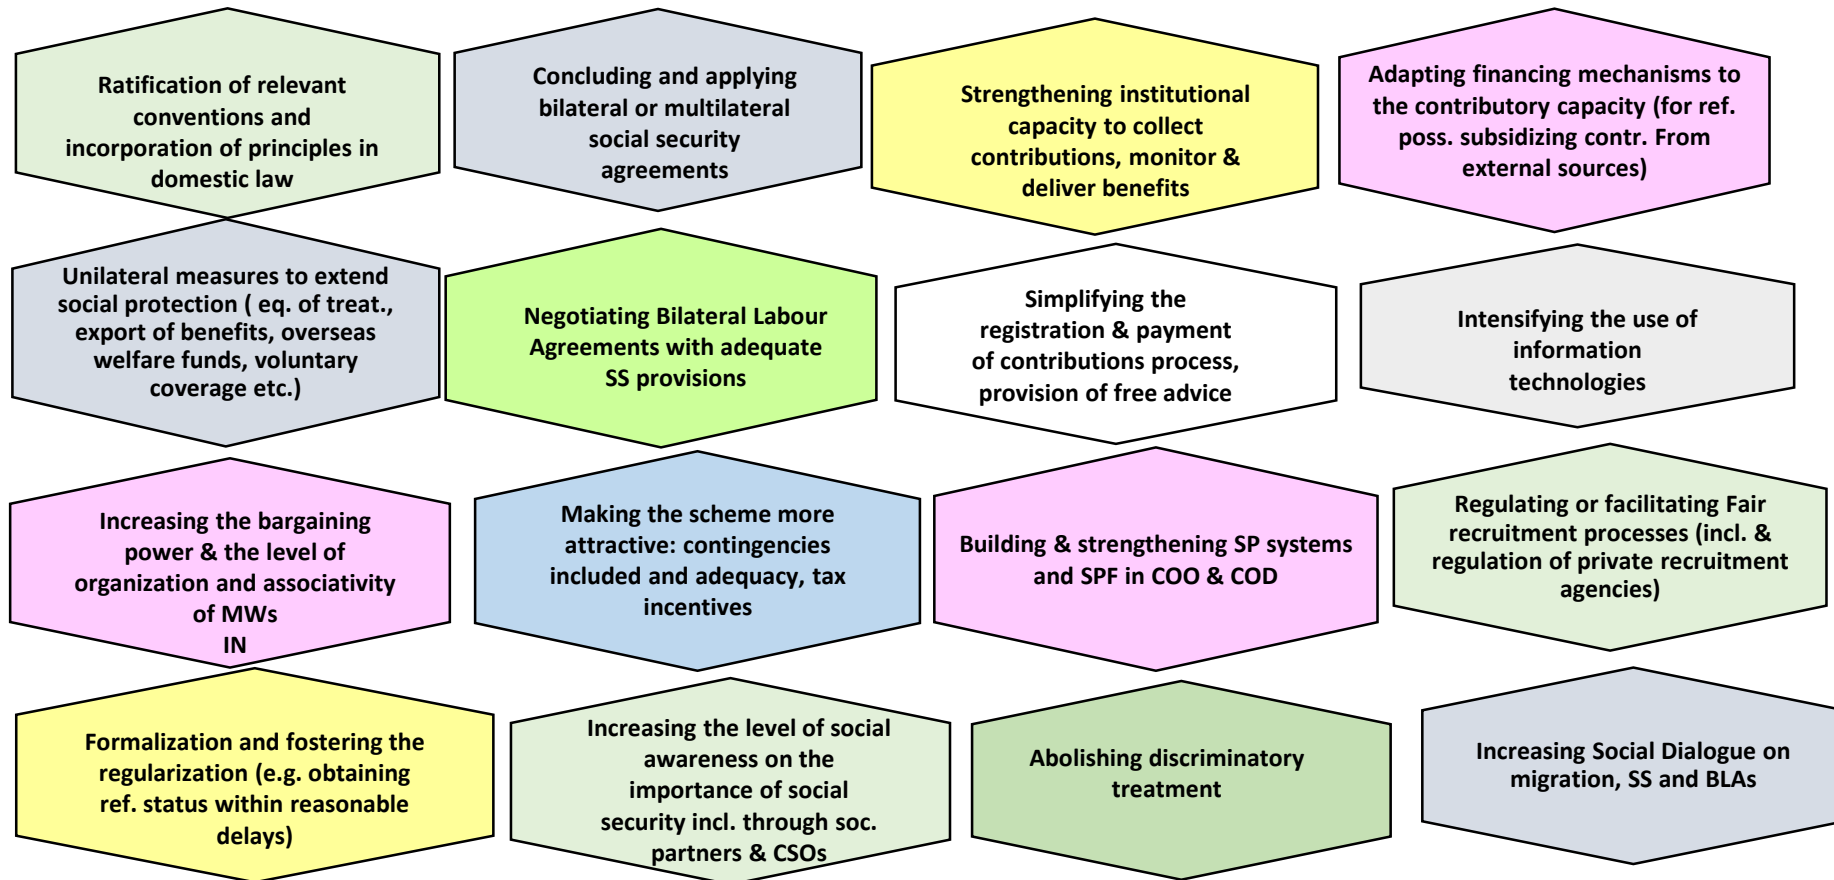 Ratification of relevant
conventions and
incorporation of principles in
domestic law
Concluding and applying
bilateral or multilateral
social security
agreements
Strengthening institutional
capacity to collect
contributions, monitor &
deliver benefits
Adapting financing mechanisms to
the contributory capacity (for ref.
poss. subsidizing contr. From
external sources)
Unilateral measures to extend
social protection ( eq. of treat.,
export of benefits, overseas
welfare funds, voluntary
coverage etc.)
Negotiating Bilateral Labour
Agreements with adequate
SS provisions
Simplifying the
registration & payment
of contributions process,
provision of free advice
Intensifying the use of
information
technologies
Increasing the bargaining
power & the level of
organization and associativity
of MWs
IN
Making the scheme more
attractive: contingencies
included and adequacy, tax
incentives
Building & strengthening SP systems
and SPF in COO & COD
Regulating or facilitating Fair
recruitment processes (incl. &
regulation of private recruitment
agencies)
Formalization and fostering the
regularization (e.g. obtaining
ref. status within reasonable
delays)
Increasing the level of social
awareness on the
importance of social
security incl. through soc.
partners & CSOs
Abolishing discriminatory
treatment
Increasing Social Dialogue on
migration, SS and BLAs